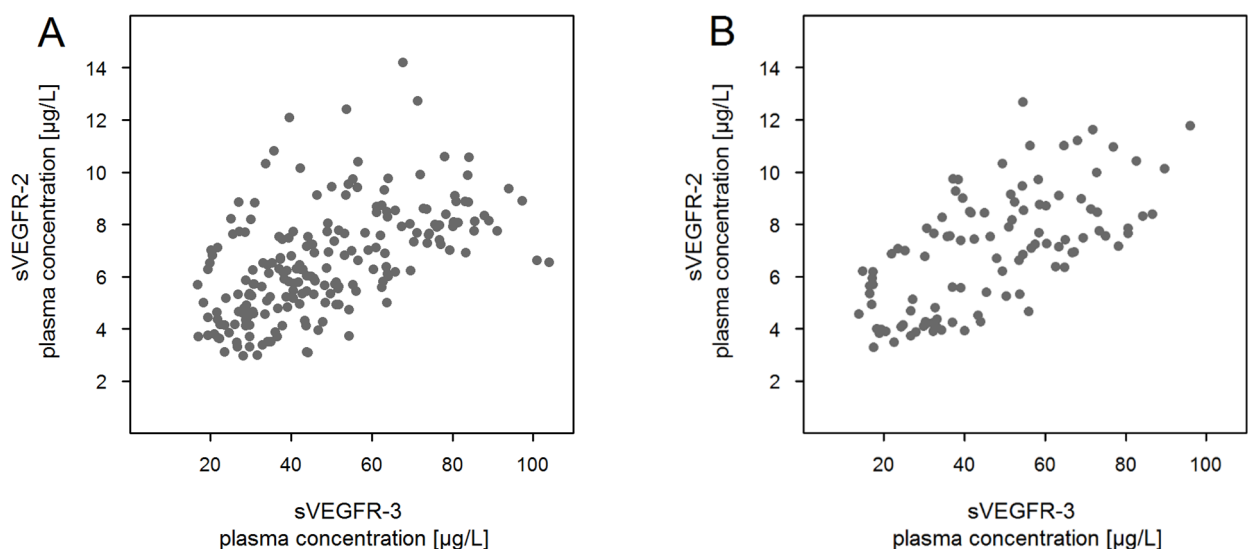 A
sVEGFR-2
plasma concentration [µg/L]
14
12
10
8
6
4
2
20 40 60 80 100
sVEGFR-3
plasma concentration [µg/L]
B
sVEGFR-2
plasma concentration [µg/L]
14
12
10
8
6
4
2
20 40 60 80 100
sVEGFR-3
plasma concentration [µg/L]